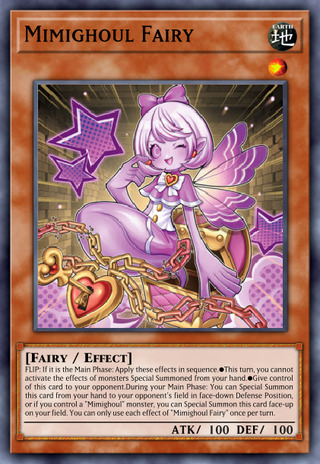 Mimighoul Fairy
EARTH
地
[Fairy / Effect]
FLIP: If it is the Main Phase: Apply these effects in sequence.●This turn, you cannot
activate the effects of monsters Special Summoned from your hand.●Give control
of this card to your opponent.During your Main Phase: You can Special Summon
this card from your hand to your opponent's field in face-down Defense Position,
or if you control a "Mimighoul" monster, you can Special Summon this card face-up
on your field. You can only use each effect of "Mimighoul Fairy" once per turn.
ATK/ 100 DEF/ 100